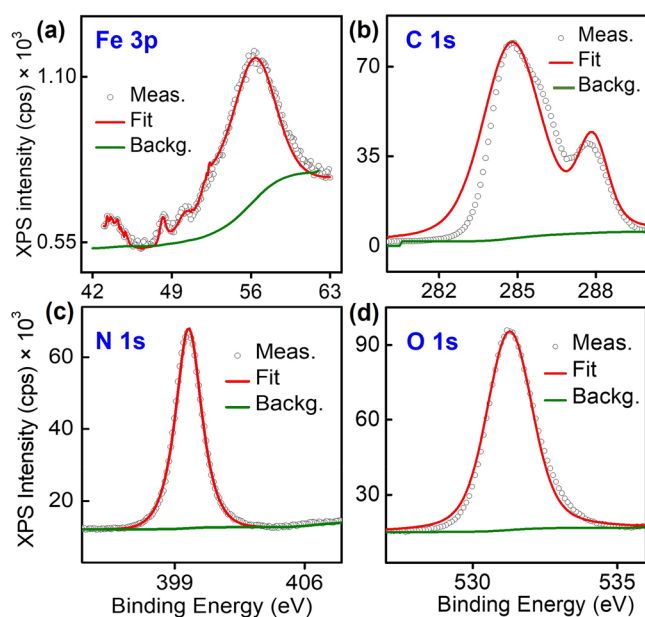 (a) Fe 3p
Meas.
Fit
Backg.
1.10
0.55
XPS intensity (cps) × 10³
42 49 56 63
(b) C 1s
Meas.
Fit
Backg.
70
35
0
282 285 288
(c) N 1s
Meas.
Fit
Backg.
60
40
20
XPS Intensity (cps) × 10³
399 406
Binding Energy (eV)
(d) O 1s
Meas.
Fit
Backg.
90
60
30
530 535
Binding Energy (eV)